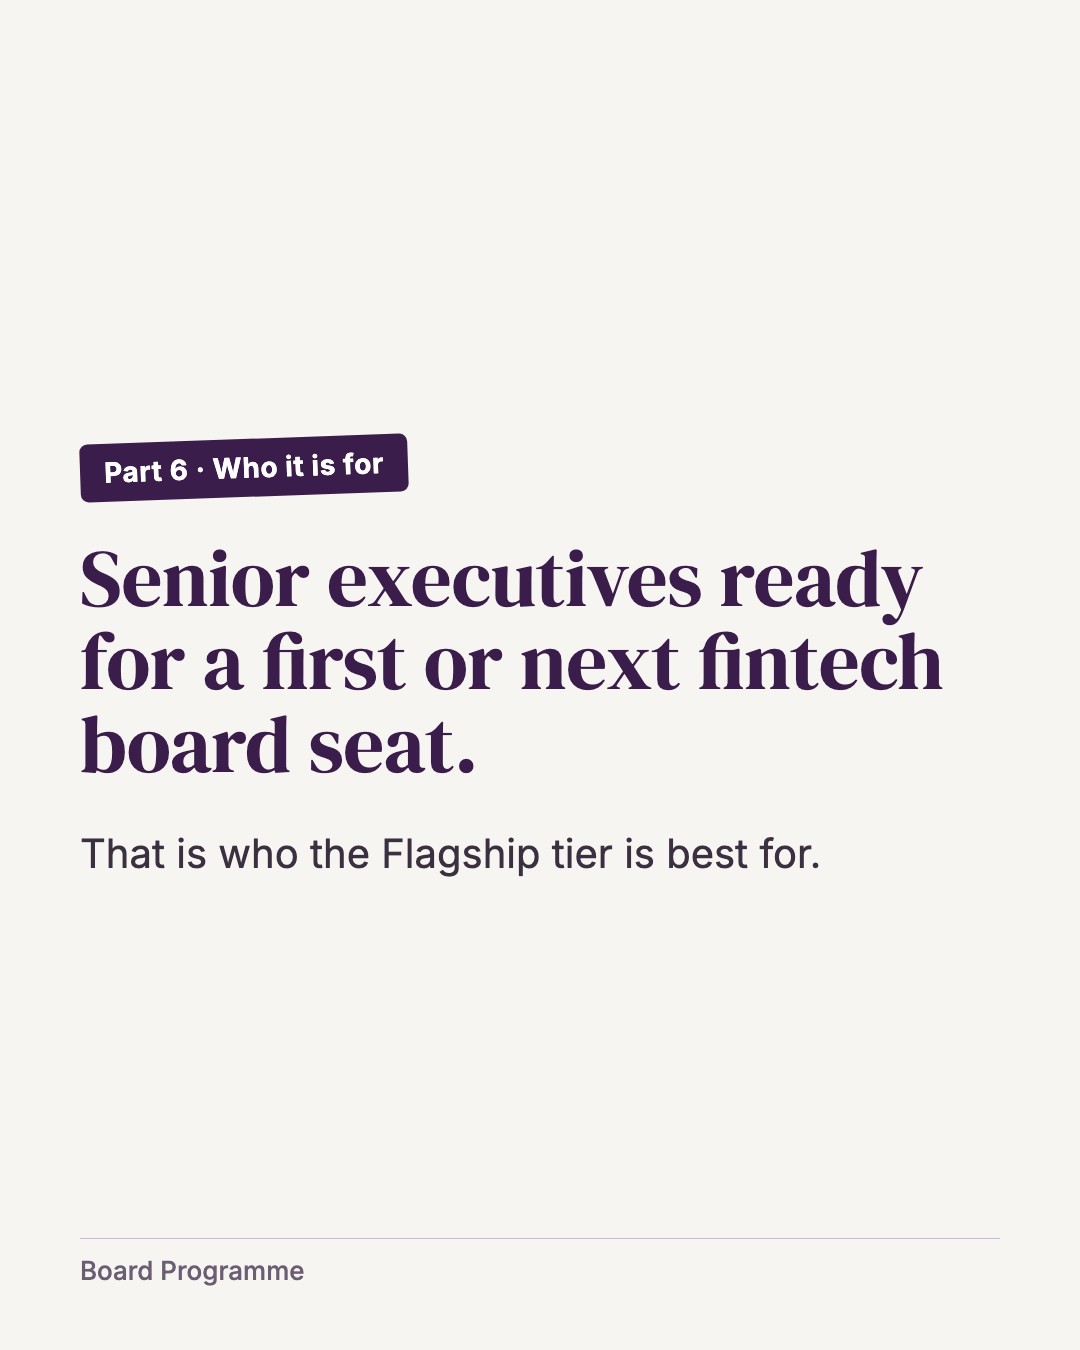 Part 6 · Who it is for
Senior executives ready
for a first or next fintech
board seat.
That is who the Flagship tier is best for.
Board Programme